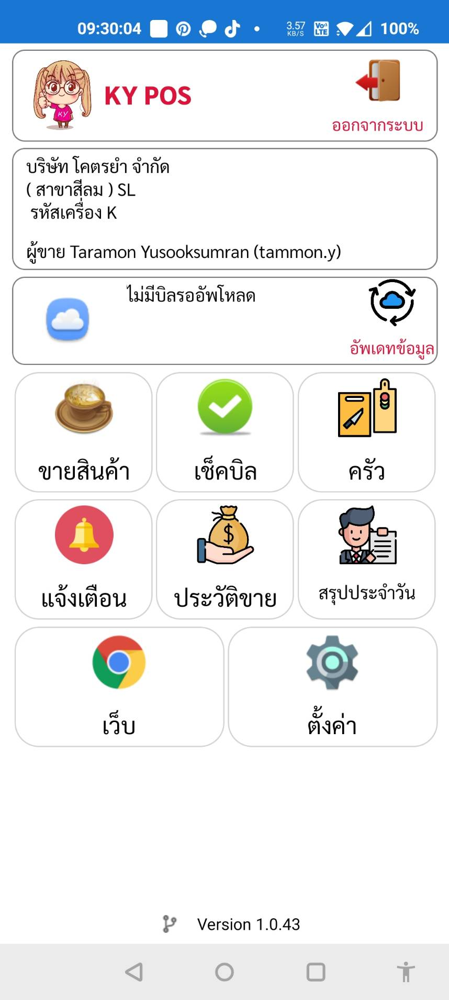 09:30:04 3.57 KB/S Vo)) LTE 100%
KY
KY POS
ออกจากระบบ
บริษัท โคตรยำ จำกัด
( สาขาสีลม ) SL
รหัสเครื่อง K
ผู้ขาย Taramon Yusooksumran (tammon.y)
ไม่มีบิลรออัพโหลด
อัพเดทข้อมูล
ขายสินค้า
เช็คบิล
ครัว
แจ้งเตือน
ประวัติขาย
สรุปประจำวัน
เว็บ
ตั้งค่า
Version 1.0.43